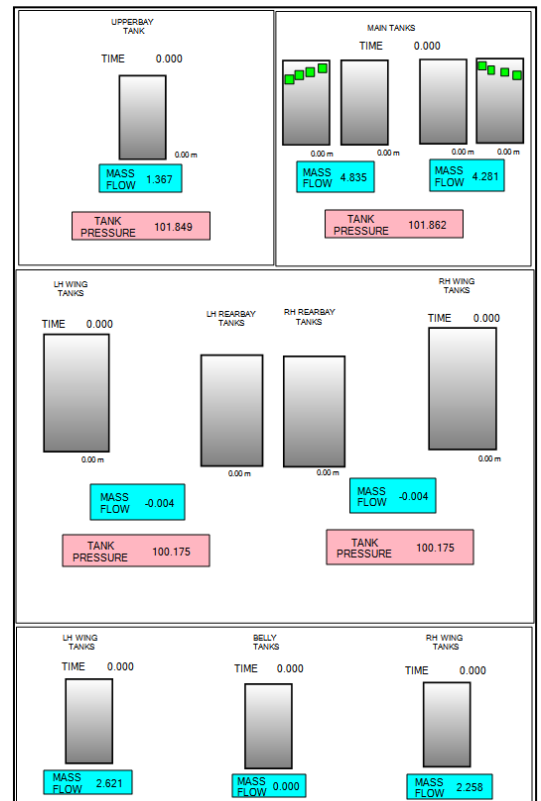 UPPERBAY
TANK
TIME 0.000
0.00 m
MASS
FLOW 1.367
TANK
PRESSURE 101.849
MAIN TANKS
TIME 0.000
0.00 m 0.00 m 0.00 m 0.00 m
MASS
FLOW 4.835
MASS
FLOW 4.281
TANK
PRESSURE 101.862
LH WING
TANKS
TIME 0.000
0.00 m
LH REARBAY
TANKS
0.00 m
RH REARBAY
TANKS
0.00 m
RH WING
TANKS
TIME 0.000
0.00 m
MASS
FLOW -0.004
MASS
FLOW -0.004
TANK
PRESSURE 100.175
TANK
PRESSURE 100.175
LH WING
TANKS
TIME 0.000
MASS
FLOW 2.621
BELLY
TANKS
TIME 0.000
MASS
FLOW 0.000
RH WING
TANKS
TIME 0.000
MASS
FLOW 2.258